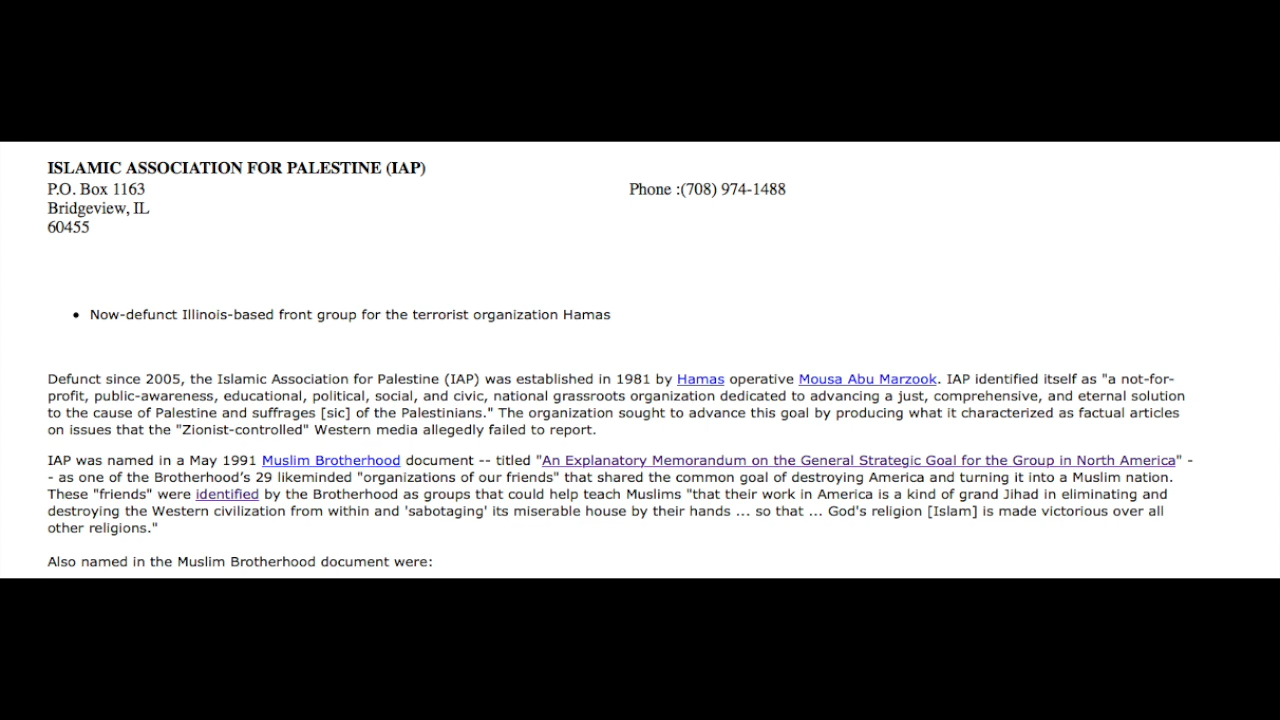 ISLAMIC ASSOCIATION FOR PALESTINE (IAP)
P.O. Box 1163 Phone :(708) 974-1488
Bridgeview, IL
60455
• Now-defunct Illinois-based front group for the terrorist organization Hamas
Defunct since 2005, the Islamic Association for Palestine (IAP) was established in 1981 by Hamas operative Mousa Abu Marzook. IAP identified itself as "a not-for-
profit, public-awareness, educational, political, social, and civic, national grassroots organization dedicated to advancing a just, comprehensive, and eternal solution
to the cause of Palestine and suffrages [sic] of the Palestinians." The organization sought to advance this goal by producing what it characterized as factual articles
on issues that the "Zionist-controlled" Western media allegedly failed to report.
IAP was named in a May 1991 Muslim Brotherhood document -- titled "An Explanatory Memorandum on the General Strategic Goal for the Group in North America" -
- as one of the Brotherhood’s 29 likeminded "organizations of our friends" that shared the common goal of destroying America and turning it into a Muslim nation.
These "friends" were identified by the Brotherhood as groups that could help teach Muslims "that their work in America is a kind of grand Jihad in eliminating and
destroying the Western civilization from within and 'sabotaging' its miserable house by their hands ... so that ... God's religion [Islam] is made victorious over all
other religions."
Also named in the Muslim Brotherhood document were: